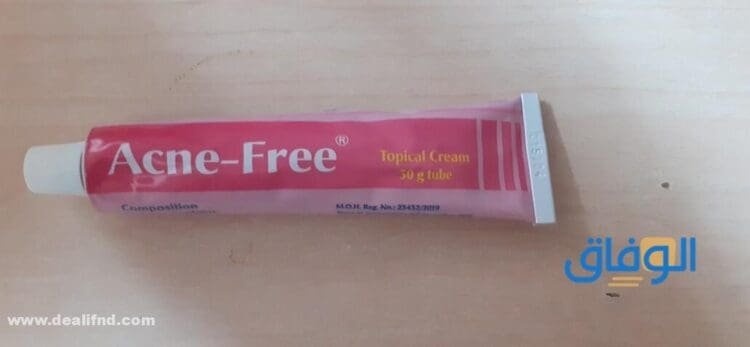 Acne-Free®
Topical Cream
50 g tube
Composition
M.O.H. Reg. No.: 23452/2019
الوفاق
www.dealifnd.com